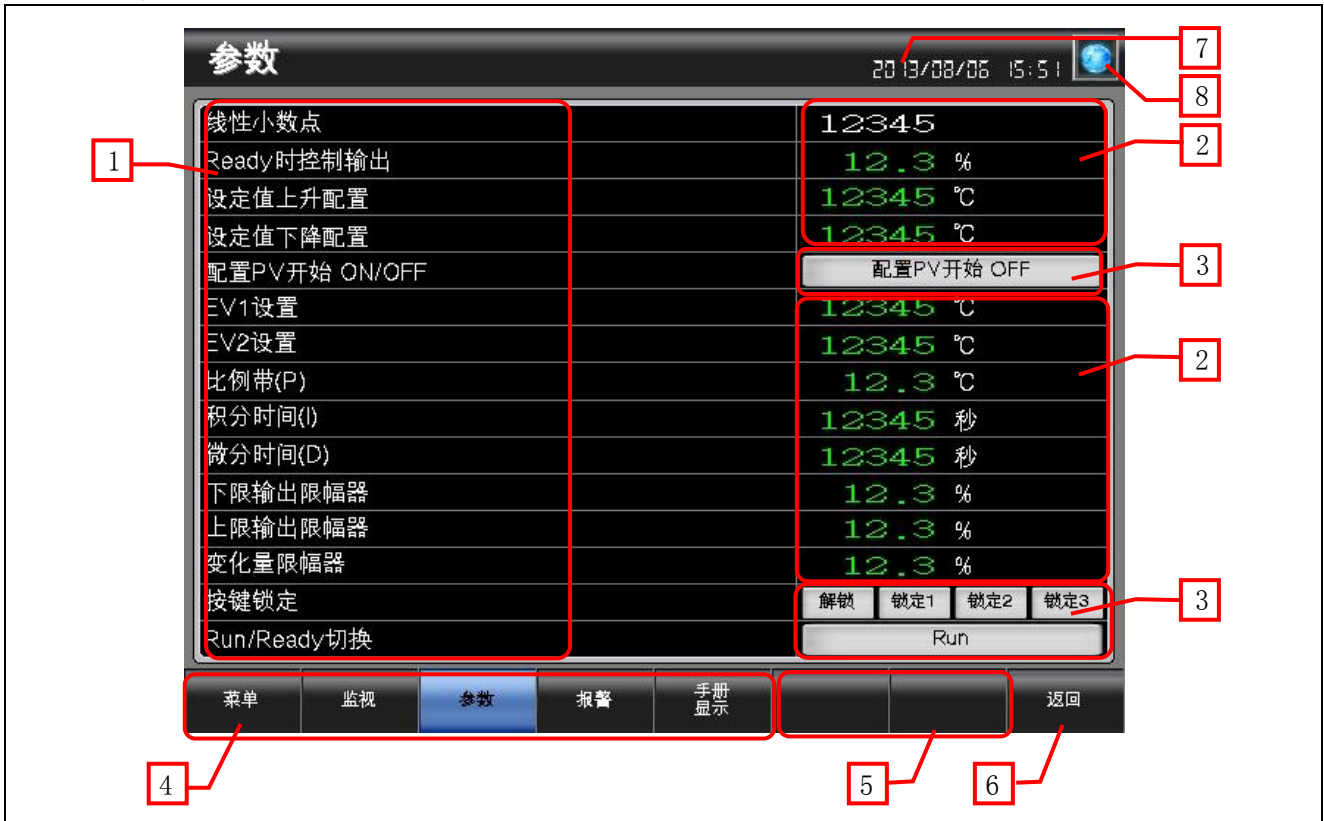 参数 2013/08/06 15:51
7
8
线性小数点 12345
Ready时控制输出 12.3 %
2
1
设定值上升配置 12345 ℃
设定值下降配置 12345 ℃
配置PV开始 ON/OFF 配置PV开始 OFF
3
EV1设置 12345 ℃
EV2设置 12345 ℃
2
比例带(P) 12.3 ℃
积分时间(I) 12345 秒
微分时间(D) 12345 秒
下限输出限幅器 12.3 %
上限输出限幅器 12.3 %
变化量限幅器 12.3 %
按键锁定 解锁 锁定1 锁定2 锁定3
3
Run/Ready切换 Run
菜单 监视 参数 报警 手册 返回
显示
4 5 6